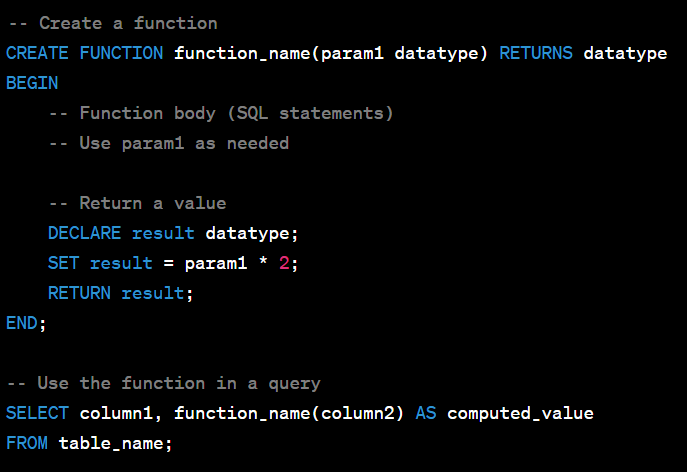 -- Create a function
CREATE FUNCTION function_name(param1 datatype) RETURNS datatype
BEGIN
-- Function body (SQL statements)
-- Use param1 as needed
-- Return a value
DECLARE result datatype;
SET result = param1 * 2;
RETURN result;
END;
-- Use the function in a query
SELECT column1, function_name(column2) AS computed_value
FROM table_name;